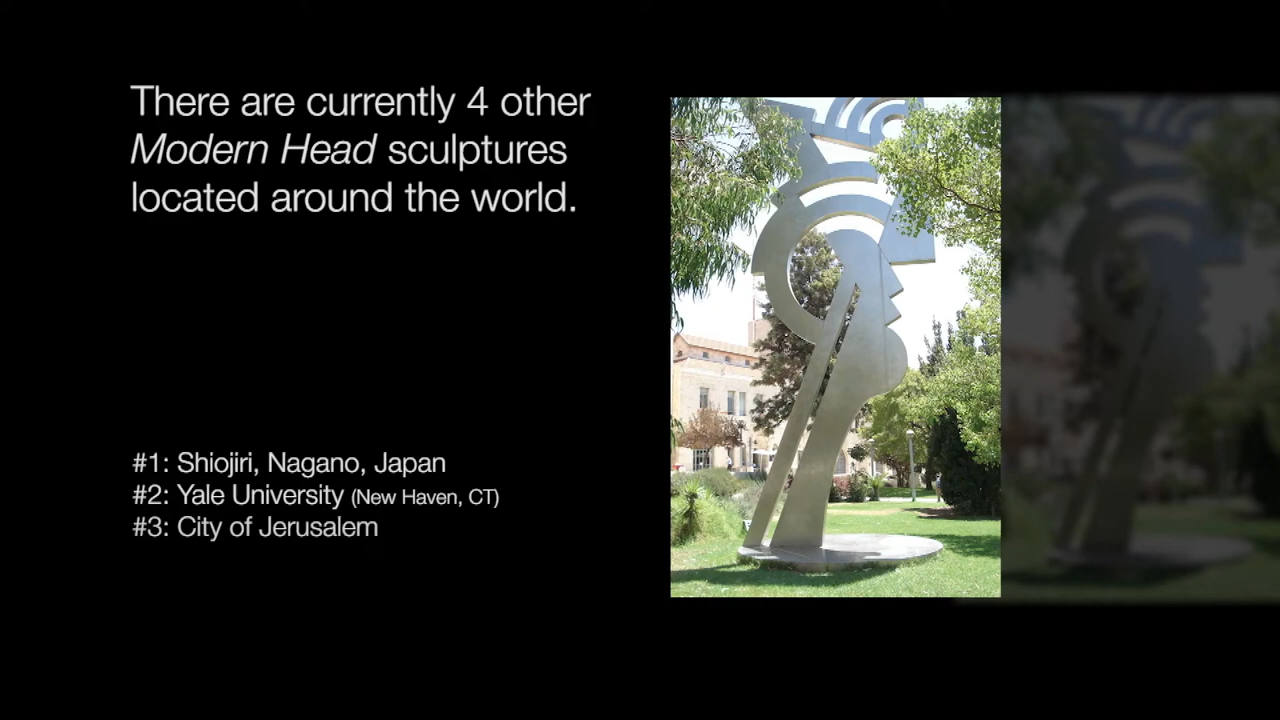 There are currently 4 other
Modern Head sculptures
located around the world.
#1: Shiojiri, Nagano, Japan
#2: Yale University (New Haven, CT)
#3: City of Jerusalem